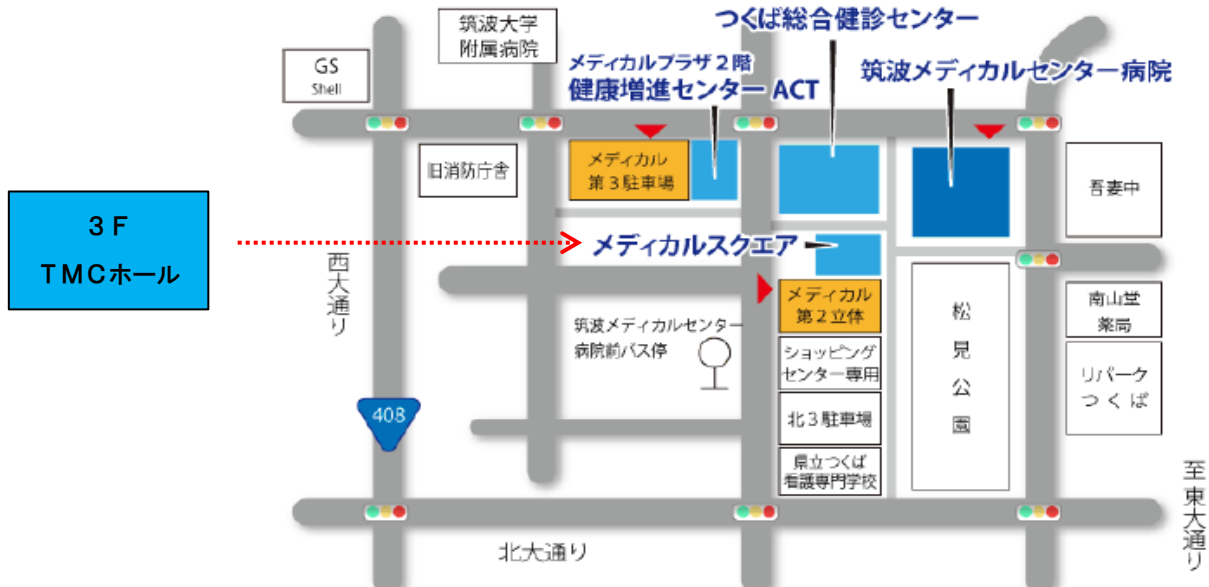 つくば総合健診センター
筑波大学
附属病院
メディカルプラザ2階
健康増進センター ACT
筑波メディカルセンター病院
GS
Shell
旧消防庁舎
メディカル
第3駐車場
吾妻中
3F
TMCホール
メディカルスクエア
西大通り
メディカル
第2立体
筑波メディカルセンター
病院前バス停
ショッピング
センター専用
松見公園
南山堂
薬局
リパーク
つくば
408
北3駐車場
県立つくば
看護専門学校
至東大通り
北大通り